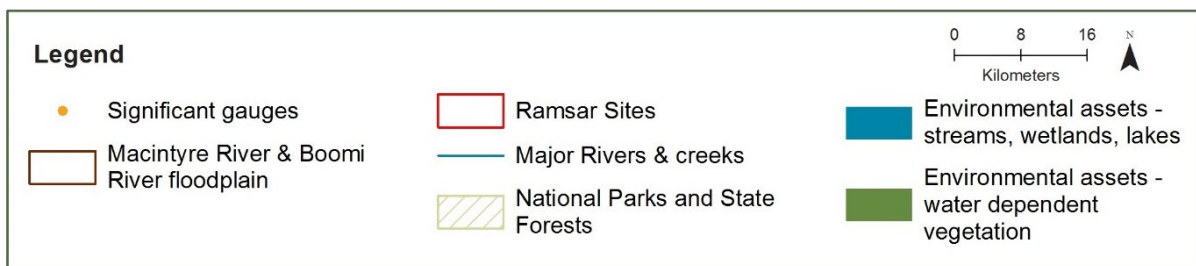 Legend
Significant gauges
Macintyre River & Boomi
River floodplain
Ramsar Sites
Major Rivers & creeks
National Parks and State
Forests
0 8 16
Kilometers
N
Environmental assets -
streams, wetlands, lakes
Environmental assets -
water dependent
vegetation